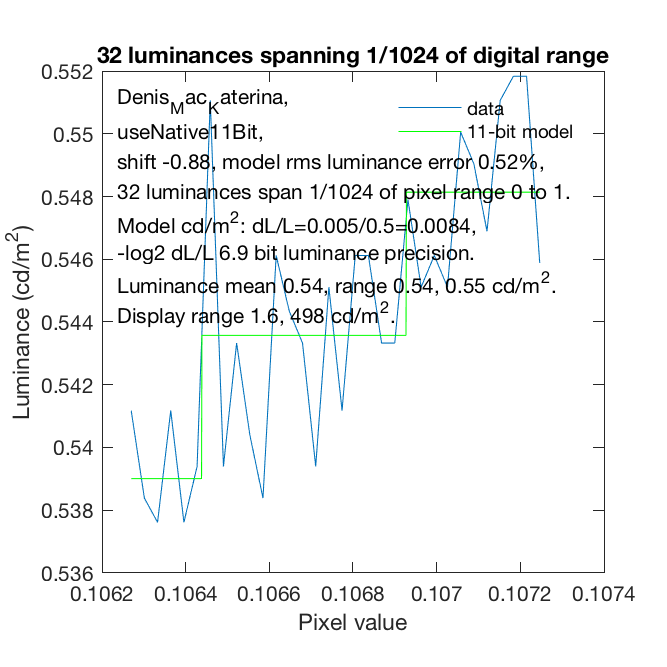 32 luminances spanning 1/1024 of digital range
Denis_Mac_Katerina,
useNative11Bit,
shift -0.88, model rms luminance error 0.52%,
32 luminances span 1/1024 of pixel range 0 to 1.
Model cd/m²: dL/L=0.005/0.5=0.0084,
-log2 dL/L 6.9 bit luminance precision.
Luminance mean 0.54, range 0.54, 0.55 cd/m².
Display range 1.6, 498 cd/m².
data
11-bit model
Luminance (cd/m²)
0.552
0.55
0.548
0.546
0.544
0.542
0.54
0.538
0.536
0.1062
0.1064
0.1066
0.1068
0.107
0.1072
0.1074
Pixel value